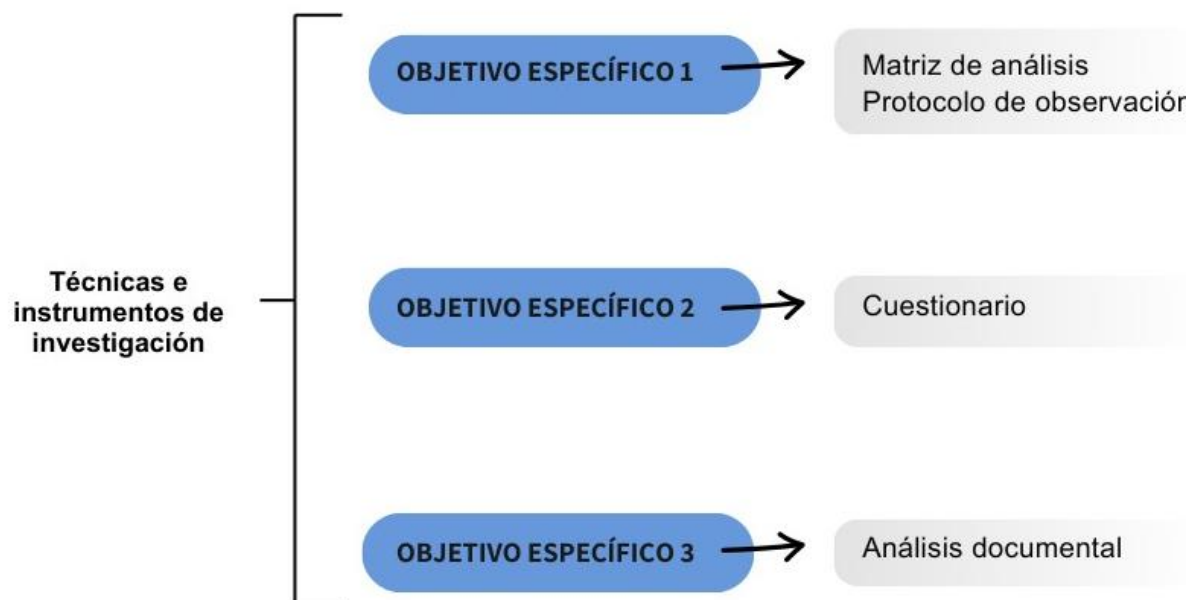 Técnicas e
instrumentos de
investigación
OBJETIVO ESPECÍFICO 1
Matriz de análisis
Protocolo de observación
OBJETIVO ESPECÍFICO 2
Cuestionario
OBJETIVO ESPECÍFICO 3
Análisis documental